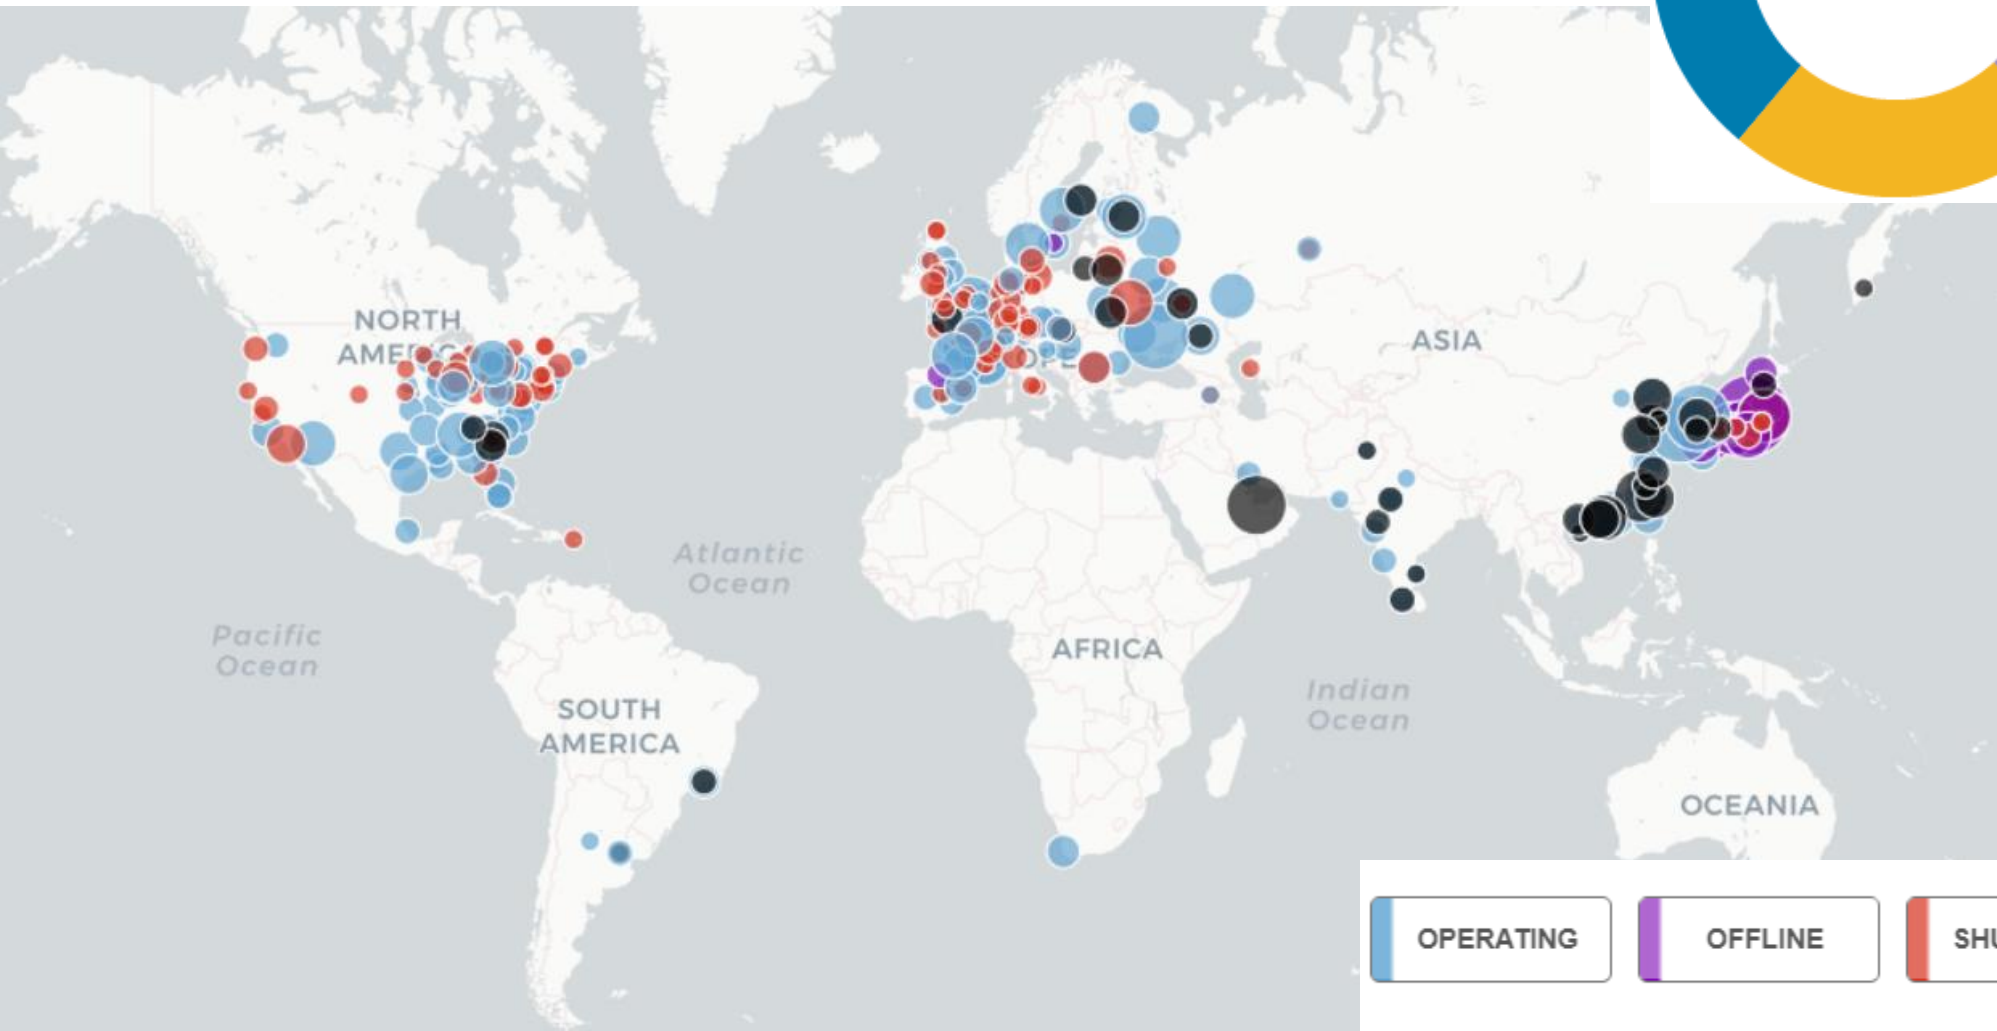 NORTH
AMERICA
ASIA
Atlantic
Ocean
Pacific
Ocean
AFRICA
Indian
Ocean
SOUTH
AMERICA
OCEANIA
OPERATING
OFFLINE